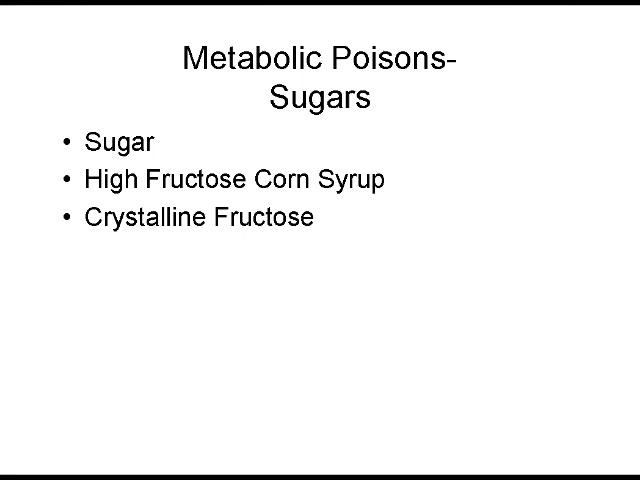 Metabolic Poisons-
Sugars
• Sugar
• High Fructose Corn Syrup
• Crystalline Fructose